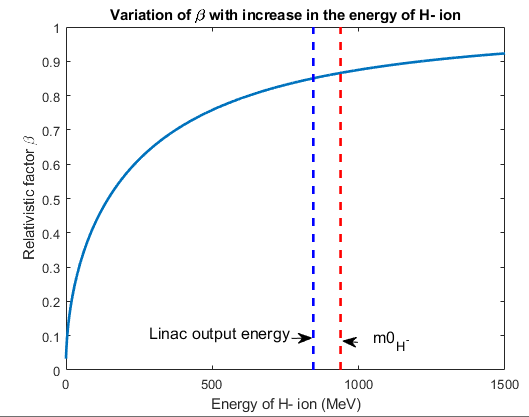 Variation of β with increase in the energy of H- ion
1
0.9
0.8
0.7
0.6
0.5
0.4
0.3
0.2
0.1
0
Relativistic factor β
Linac output energy
m0H-
0 500 1000 1500
Energy of H- ion (MeV)